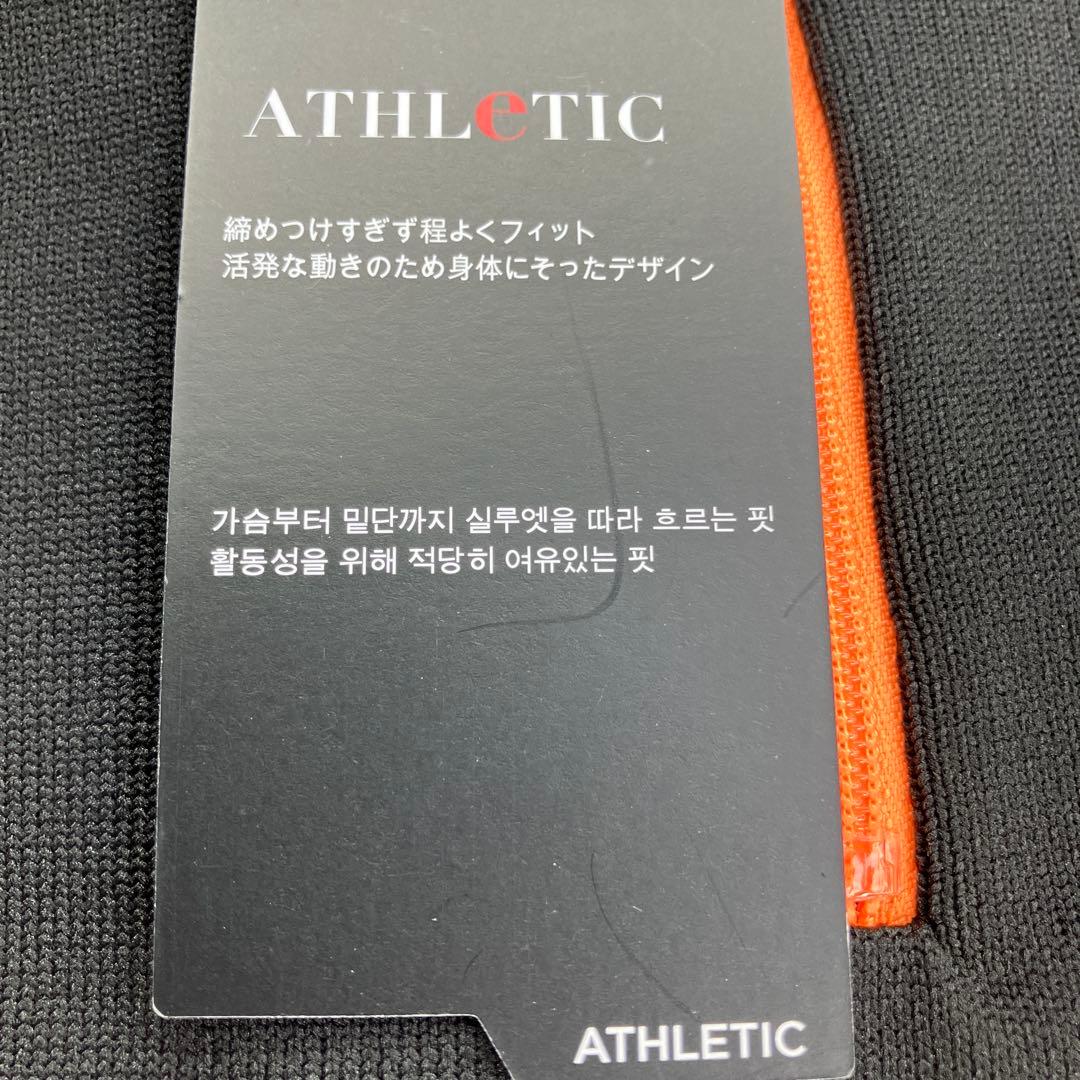 ATHLeTIC
締めつけすぎず程よくフィット
活発な動きのため身体にそったデザイン
가슴부터 밑단까지 실루엣을 따라 흐르는 핏
활동성을 위해 적당히 여유있는 핏
ATHLETIC